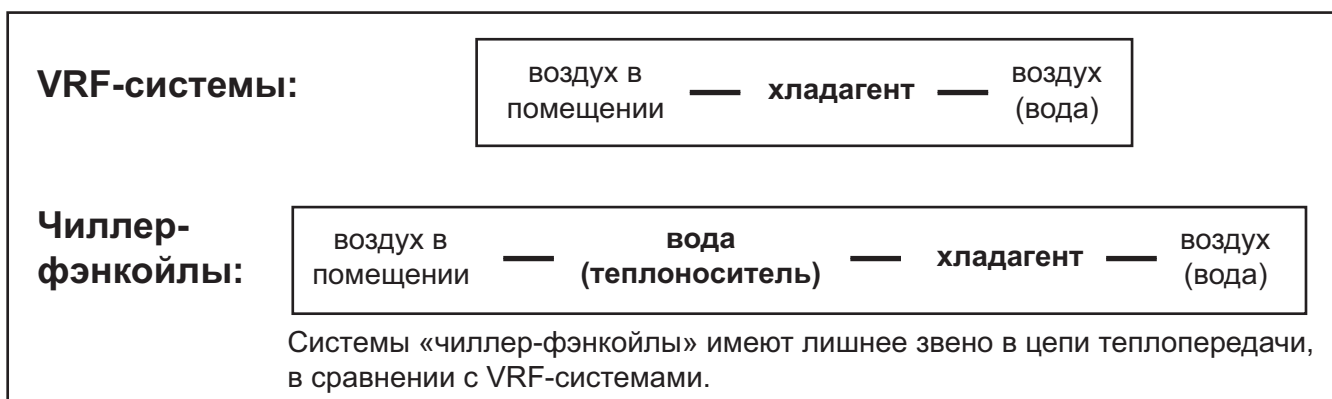 VRF-системы:
воздух в
помещении — хладагент — воздух
(вода)
Чиллер-
фэнкойлы:
воздух в
помещении — вода
(теплоноситель) — хладагент — воздух
(вода)
Системы «чиллер-фэнкойлы» имеют лишнее звено в цепи теплопередачи,
в сравнении с VRF-системами.